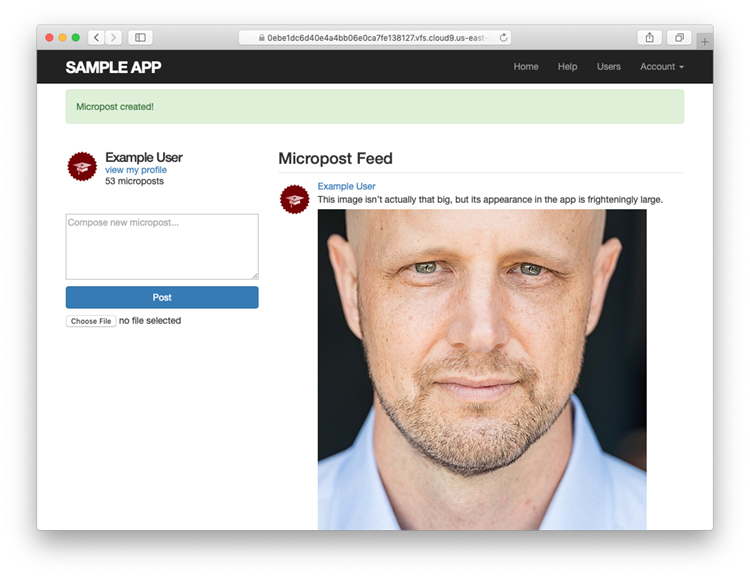 0ebe1dc6d40e4a4bb06e0ca7fe138127.vfs.cloud9.us-east-
SAMPLE APP
Home Help Users Account
Micropost created!
Example User
view my profile
53 microposts
Compose new micropost...
Post
Choose File no file selected
Micropost Feed
Example User
This image isn't actually that big, but its appearance in the app is frighteningly large.